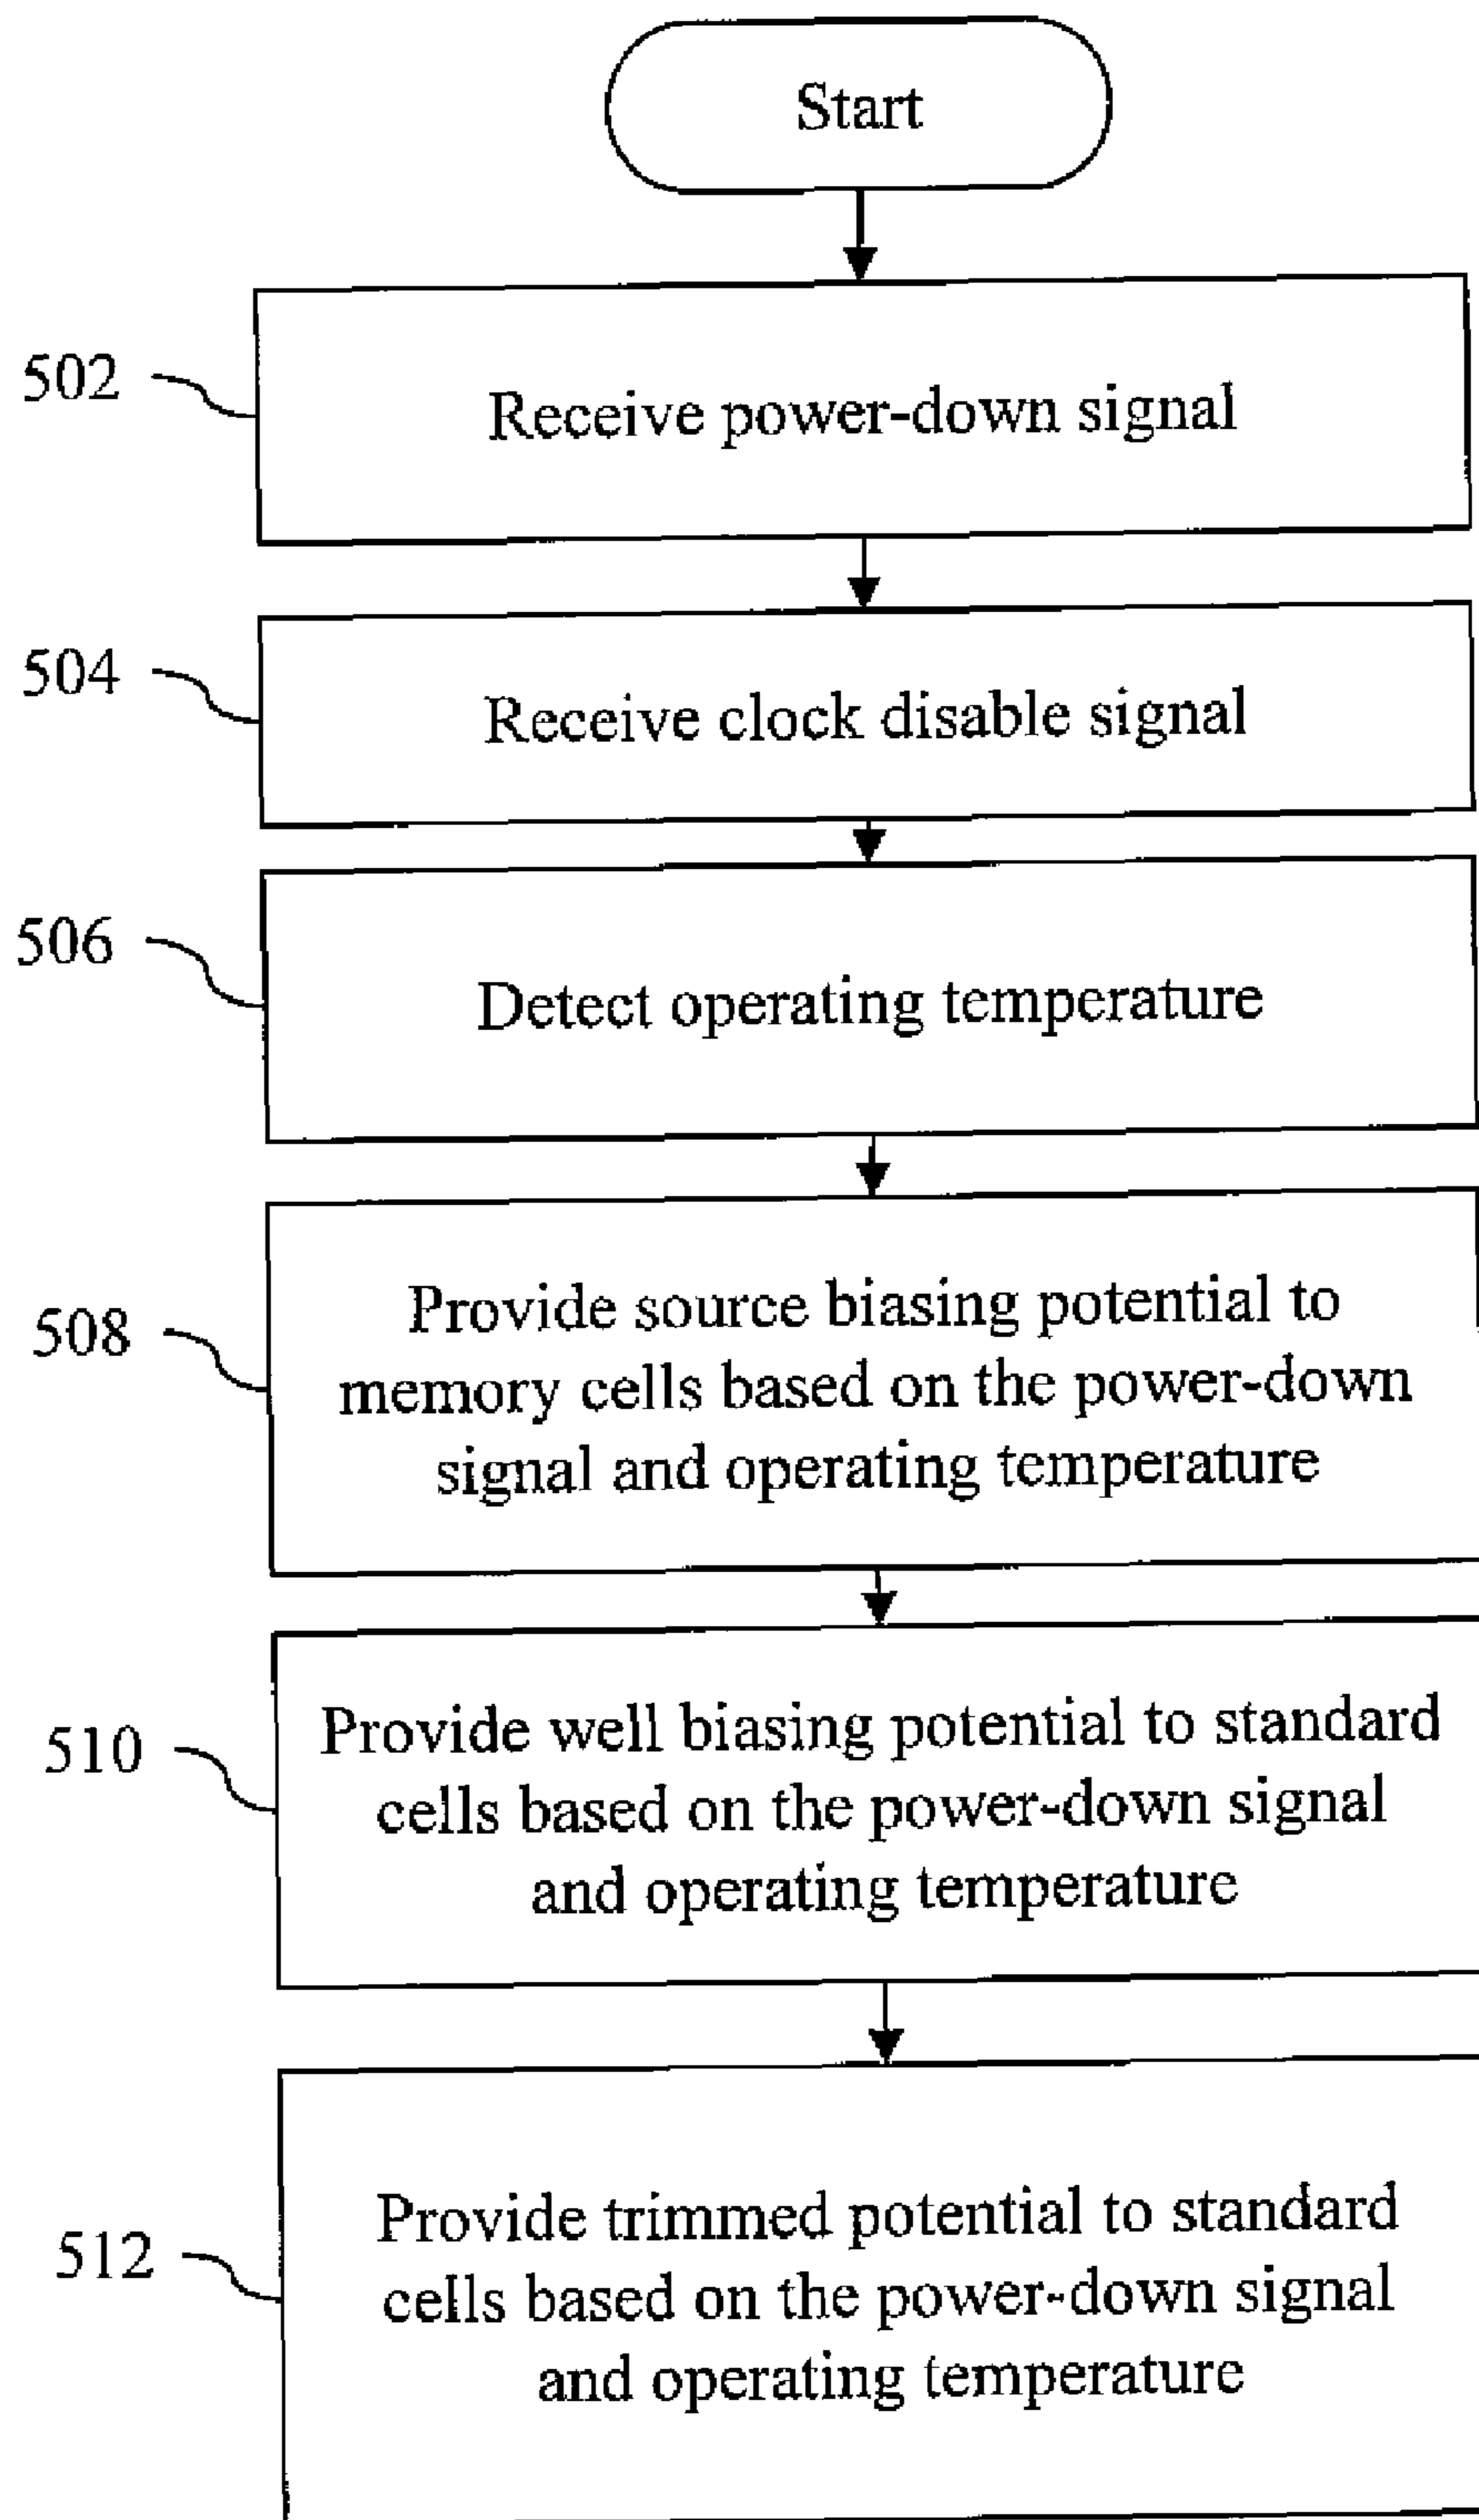 Start
502
Receive power-down signal
504
Receive clock disable signal
506
Detect operating temperature
508
Provide source biasing potential to
memory cells based on the power-down
signal and operating temperature
510
Provide well biasing potential to standard
cells based on the power-down signal
and operating temperature
512
Provide trimmed potential to standard
cells based on the power-down signal
and operating temperature